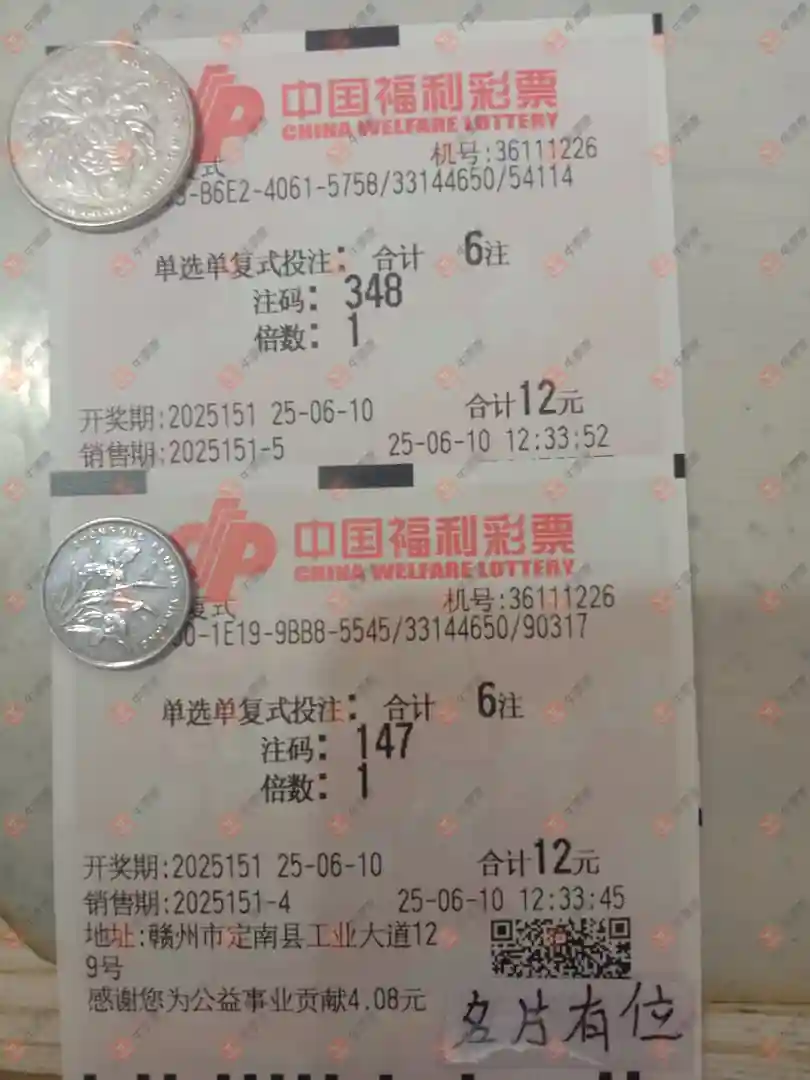 中国福利彩票
CHINA WELFARE LOTTERY
机号:36111226
式
-B6E2-4061-5758/33144650/54114
单选单复式投注: 合计 6注
注码: 348
倍数: 1
开奖期:2025151 25-06-10 合计12元
销售期:2025151-5 25-06-10 12:33:52
中国福利彩票
CHINA WELFARE LOTTERY
复式 机号:36111226
0-1E19-9BB8-5545/33144650/90317
单选单复式投注: 合计 6注
注码: 147
倍数: 1
开奖期:2025151 25-06-10 合计12元
销售期:2025151-4 25-06-10 12:33:45
地址:赣州市定南县工业大道12
9号
感谢您为公益事业贡献4.08元
名片有位